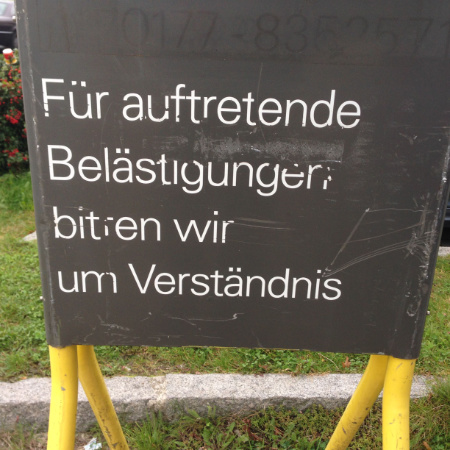 Für auftretende
Belästigungen
bitten wir
um Verständnis